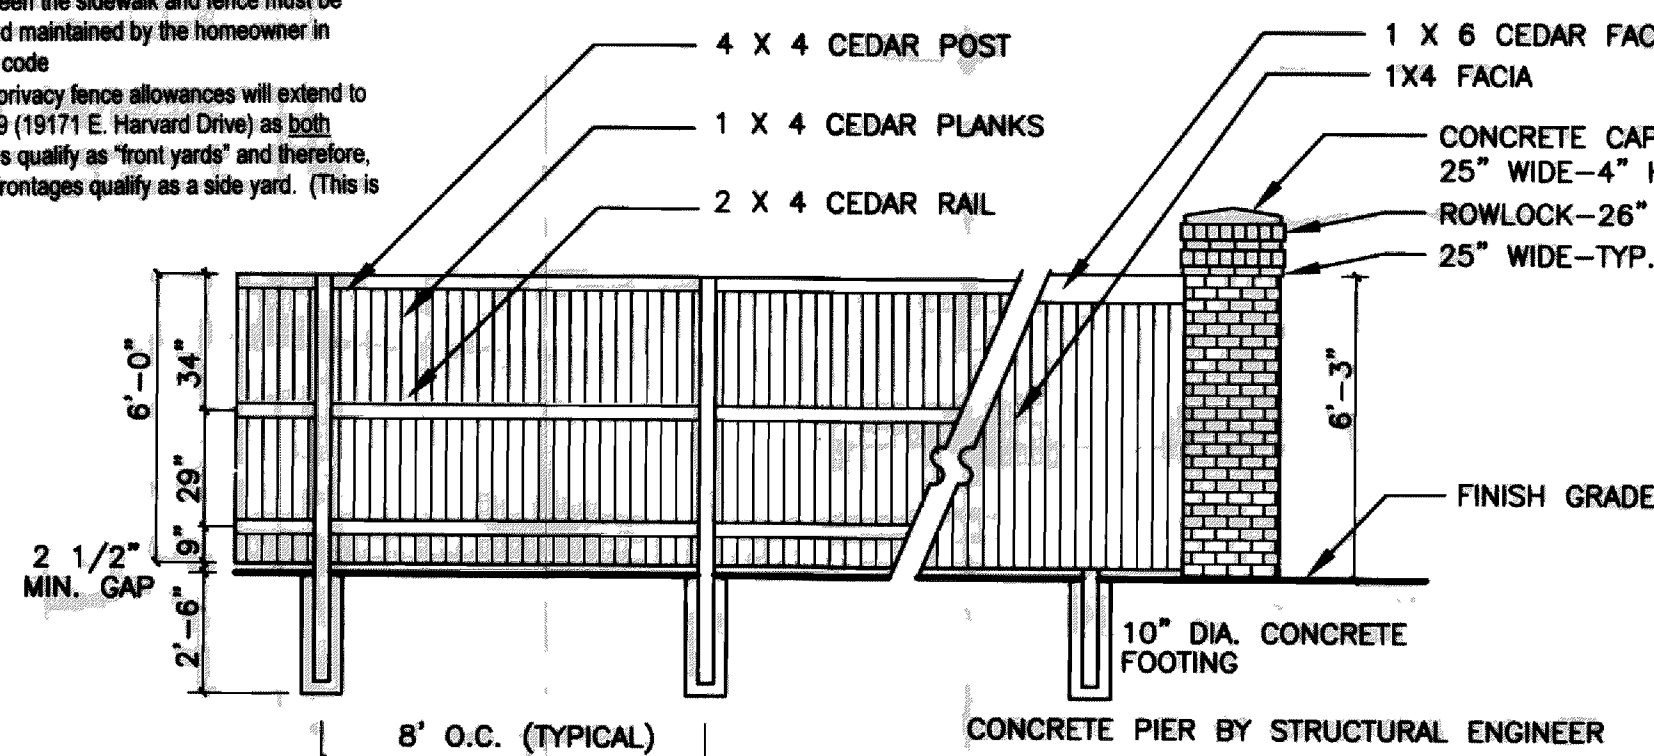 een the sidewalk and fence must be
d maintained by the homeowner in
code
privacy fence allowances will extend to
9 (19171 E. Harvard Drive) as both
s qualify as "front yards" and therefore,
rontages qualify as a side yard. (This is
4 X 4 CEDAR POST
1 X 4 CEDAR PLANKS
2 X 4 CEDAR RAIL
1 X 6 CEDAR FAC
1X4 FACIA
CONCRETE CAP
25" WIDE-4" H
ROWLOCK-26"
25" WIDE-TYP.
6'-0"
34"
29"
9"
2 1/2"
MIN. GAP
2'-6"
6'-3"
FINISH GRADE
10" DIA. CONCRETE
FOOTING
8' O.C. (TYPICAL)
CONCRETE PIER BY STRUCTURAL ENGINEER